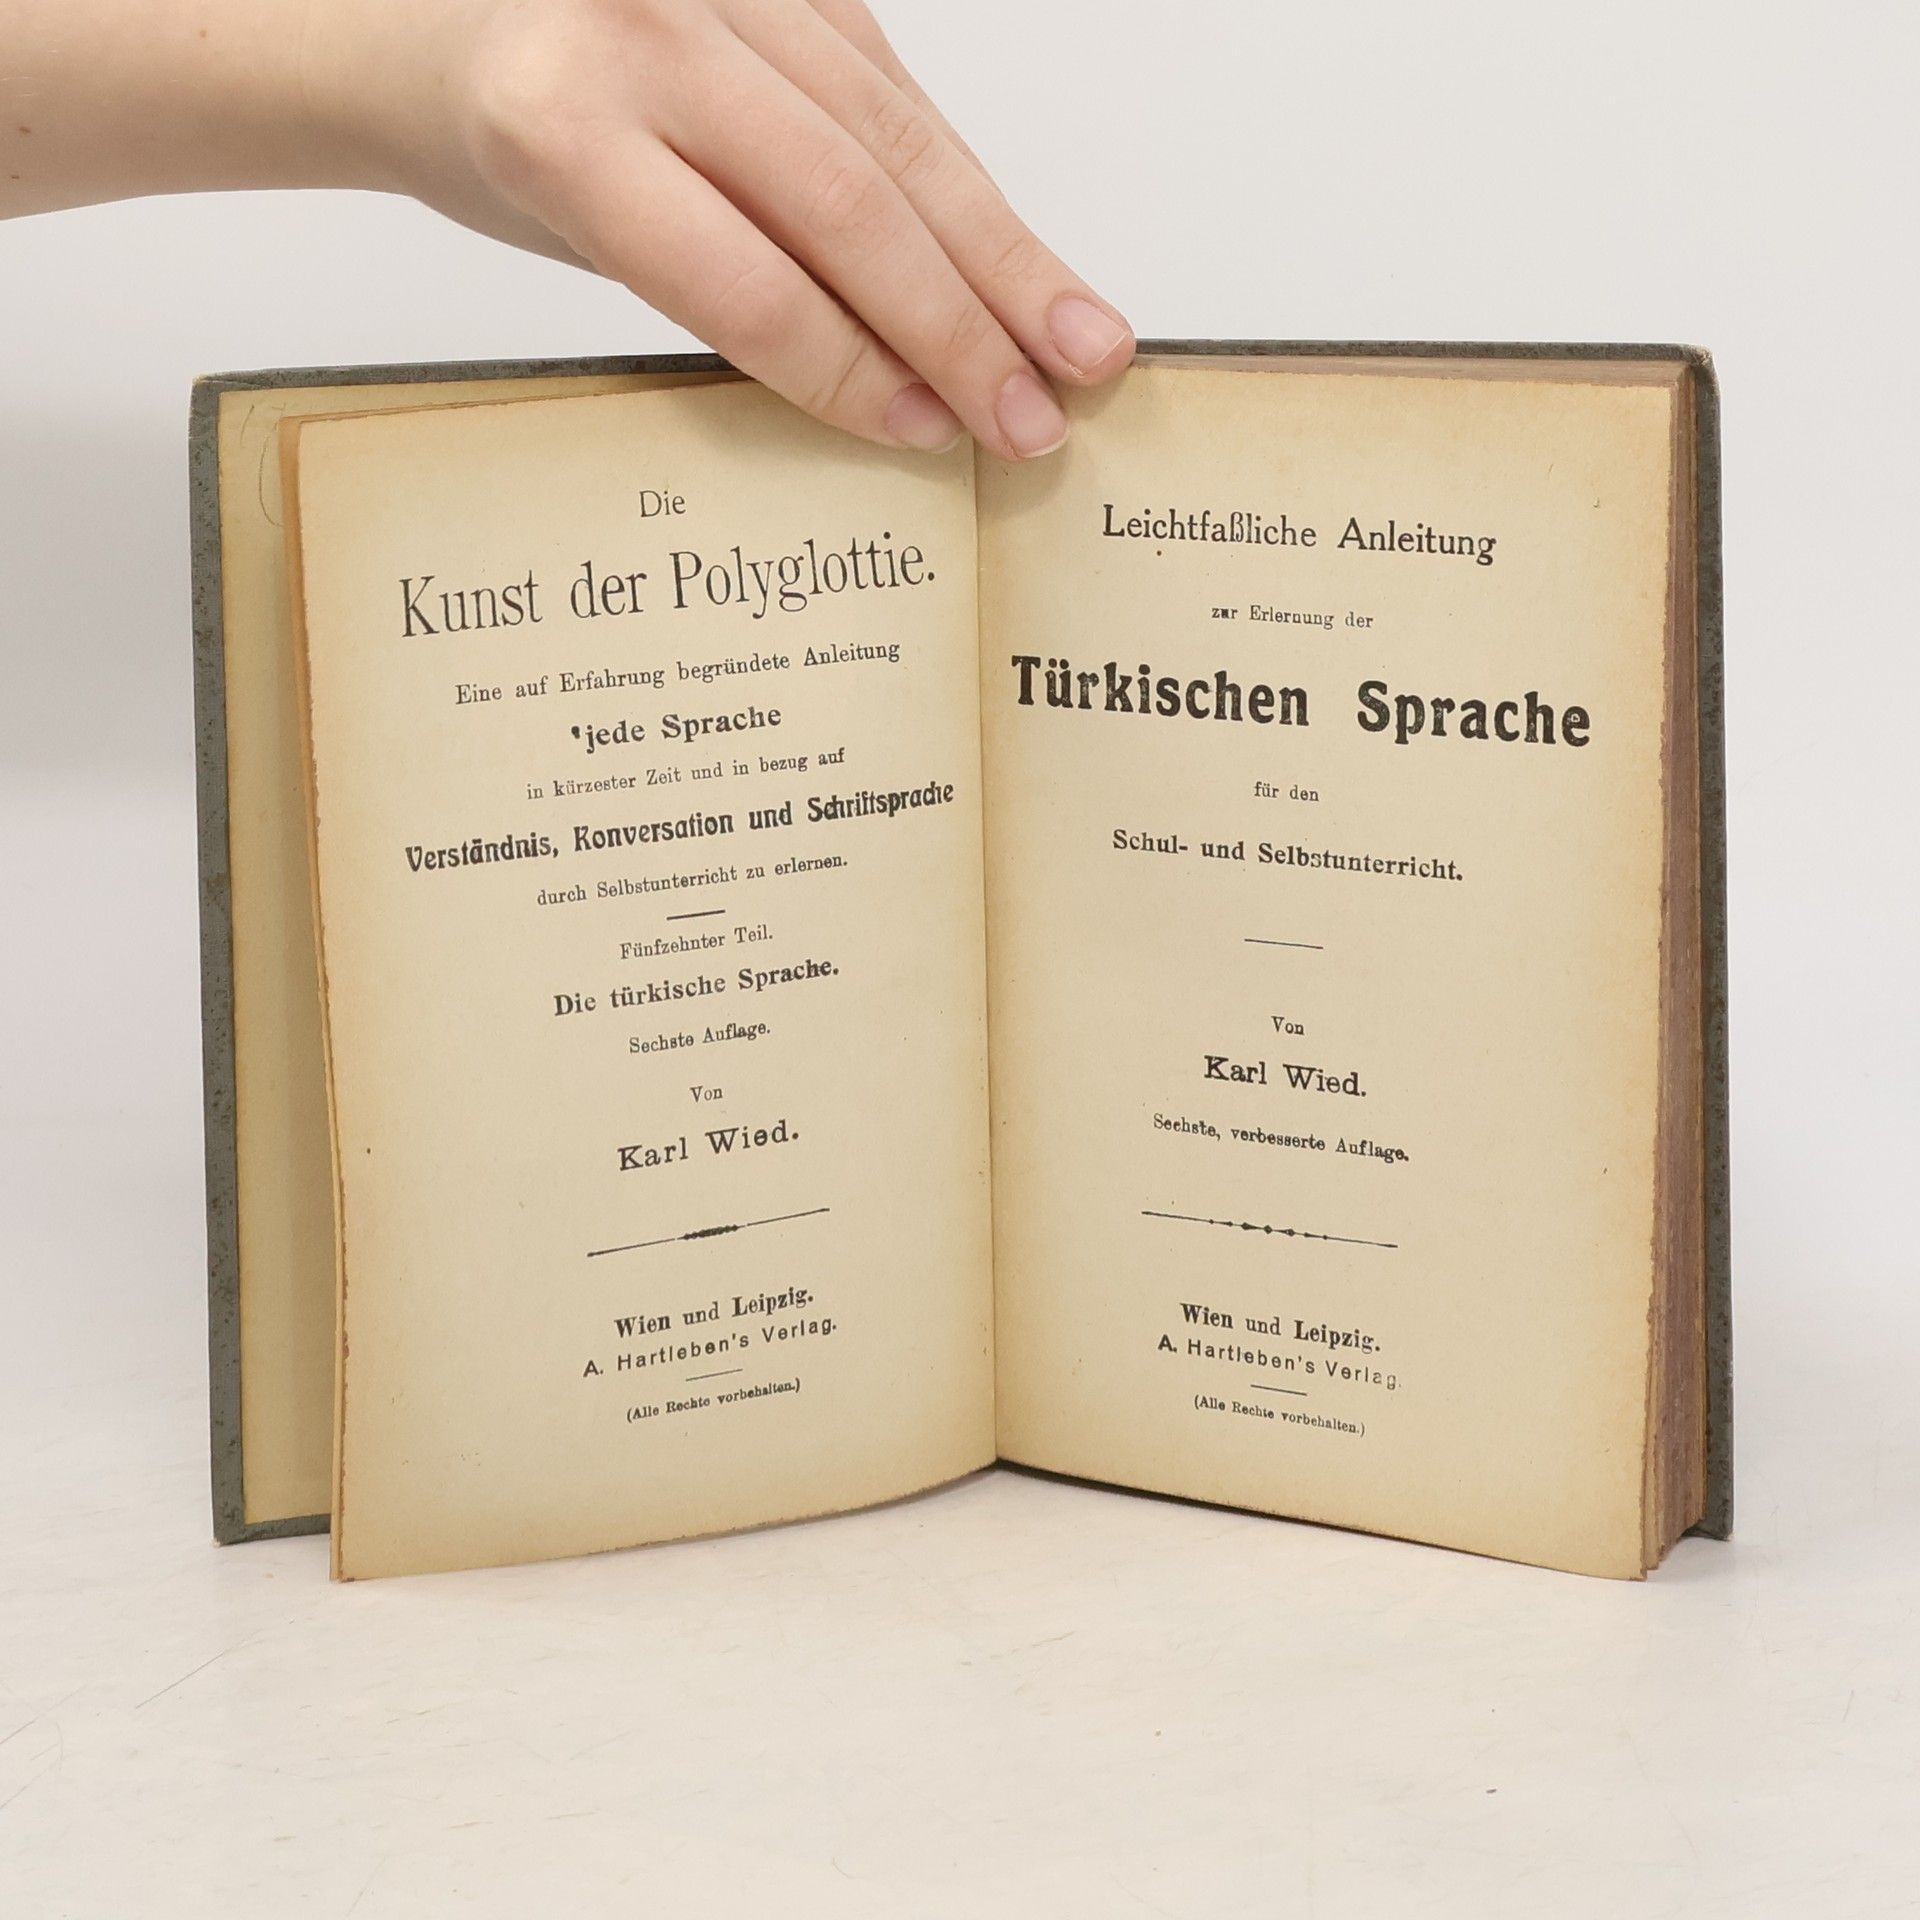 Die
Kunst der Polyglottie.
Eine auf Erfahrung begründete Anleitung
jede Sprache
in kürzester Zeit und in bezug auf
Verständnis, Konversation und Schriftsprache
durch Selbstunterricht zu erlernen.
Fünfzehnter Teil.
Die türkische Sprache.
Sechste Auflage.
Von
Karl Wied.
Wien und Leipzig.
A. Hartleben's Verlag.
(Alle Rechte vorbehalten.)
Leichtfaßliche Anleitung
zur Erlernung der
Türkischen Sprache
für den
Schul- und Selbstunterricht.
Von
Karl Wied.
Sechste, verbesserte Auflage.
Wien und Leipzig.
A. Hartleben's Verlag.
(Alle Rechte vorbehalten.)